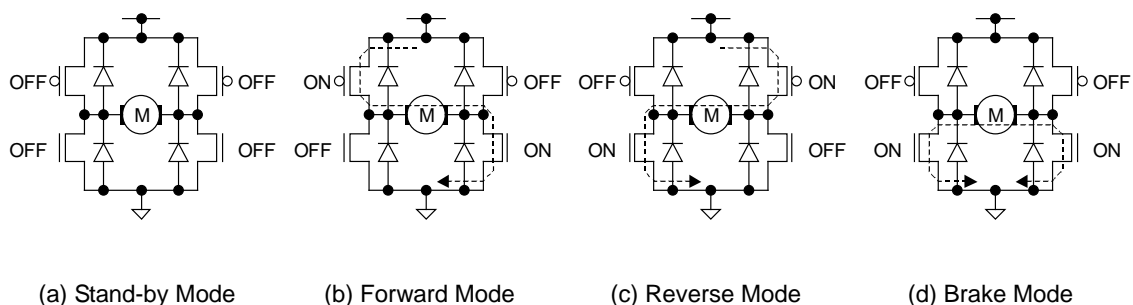 OFF OFF ON OFF OFF ON OFF OFF
M M M M
OFF OFF OFF ON ON OFF ON ON
(a) Stand-by Mode (b) Forward Mode (c) Reverse Mode (d) Brake Mode